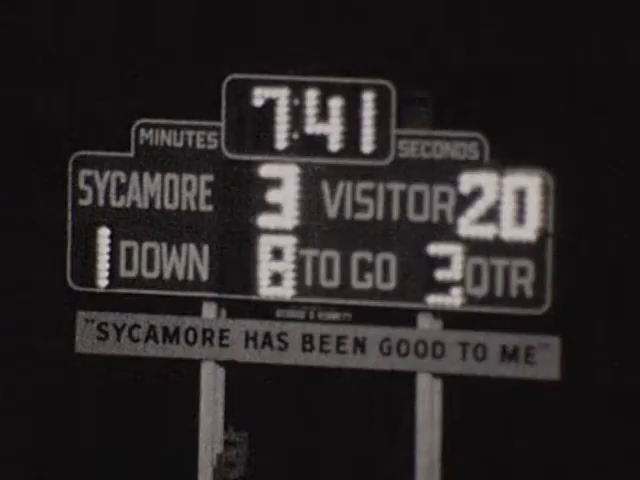 7:41
MINUTES SECONDS
SYCAMORE 3 VISITOR 20
1 DOWN 8 TO GO 3 QTR
"SYCAMORE HAS BEEN GOOD TO ME"